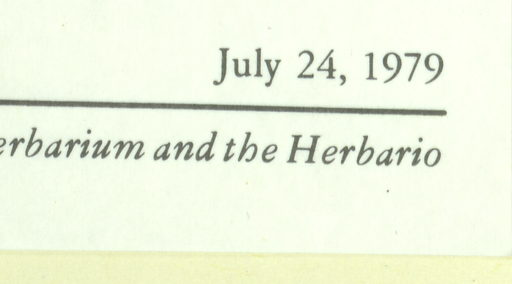 July 24, 1979
erbarium and the Herbario